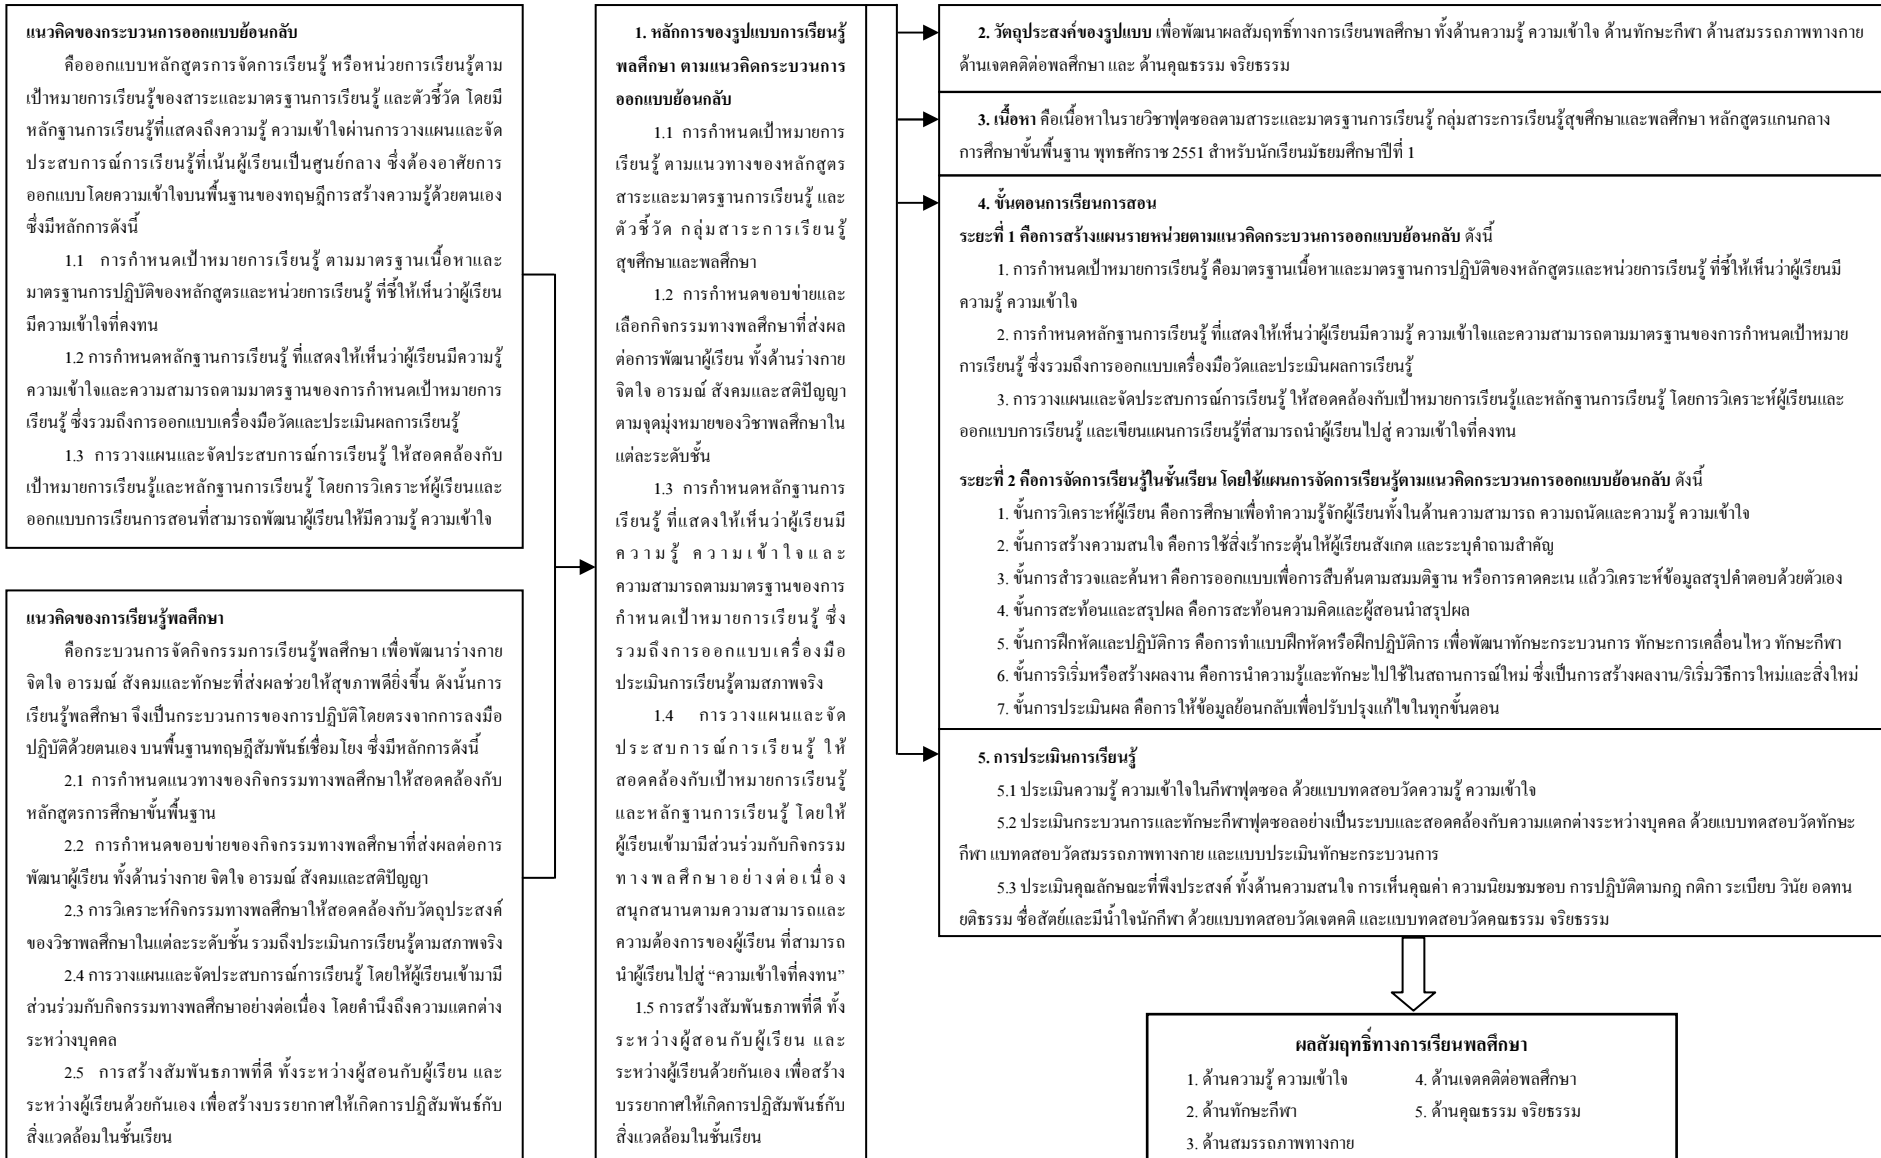 แนวคิดของกระบวนการออกแบบย้อนกลับ
คือออกแบบหลักสูตรการจัดการเรียนรู้ หรือหน่วยการเรียนรู้ตาม
เป้าหมายการเรียนรู้ของสาระและมาตรฐานการเรียนรู้ และตัวชี้วัด โดยมี
หลักฐานการเรียนรู้ที่แสดงถึงความรู้ ความเข้าใจผ่านการวางแผนและจัด
ประสบการณ์การเรียนรู้ที่เน้นผู้เรียนเป็นศูนย์กลาง ซึ่งต้องอาศัยการ
ออกแบบโดยความเข้าใจบนพื้นฐานของทฤษฎีการสร้างความรู้ด้วยตนเอง
ซึ่งมีหลักการดังนี้
1.1 การกำหนดเป้าหมายการเรียนรู้ ตามมาตรฐานเนื้อหาและ
มาตรฐานการปฏิบัติของหลักสูตรและหน่วยการเรียนรู้ ที่ชี้ให้เห็นว่าผู้เรียน
มีความเข้าใจที่คงทน
1.2 การกำหนดหลักฐานการเรียนรู้ ที่แสดงให้เห็นว่าผู้เรียนมีความรู้
ความเข้าใจและความสามารถตามมาตรฐานของการกำหนดเป้าหมายการ
เรียนรู้ ซึ่งรวมถึงการออกแบบเครื่องมือวัดและประเมินผลการเรียนรู้
1.3 การวางแผนและจัดประสบการณ์การเรียนรู้ ให้สอดคล้องกับ
เป้าหมายการเรียนรู้และหลักฐานการเรียนรู้ โดยการวิเคราะห์ผู้เรียนและ
ออกแบบการเรียนการสอนที่สามารถพัฒนาผู้เรียนให้มีความรู้ ความเข้าใจ
แนวคิดของการเรียนรู้พลศึกษา
คือกระบวนการจัดกิจกรรมการเรียนรู้พลศึกษา เพื่อพัฒนาร่างกาย
จิตใจ อารมณ์ สังคมและทักษะที่ส่งผลช่วยให้สุขภาพดียิ่งขึ้น ดังนั้นการ
เรียนรู้พลศึกษา จึงเป็นกระบวนการของการปฏิบัติโดยตรงจากการลงมือ
ปฏิบัติด้วยตนเอง บนพื้นฐานทฤษฎีสัมพันธ์เชื่อมโยง ซึ่งมีหลักการดังนี้
2.1 การกำหนดแนวทางของกิจกรรมทางพลศึกษาให้สอดคล้องกับ
หลักสูตรการศึกษาขั้นพื้นฐาน
2.2 การกำหนดขอบข่ายของกิจกรรมทางพลศึกษาที่ส่งผลต่อการ
พัฒนาผู้เรียน ทั้งด้านร่างกาย จิตใจ อารมณ์ สังคมและสติปัญญา
2.3 การวิเคราะห์กิจกรรมทางพลศึกษาให้สอดคล้องกับวัตถุประสงค์
ของวิชาพลศึกษาในแต่ละระดับชั้น รวมถึงประเมินการเรียนรู้ตามสภาพจริง
2.4 การวางแผนและจัดประสบการณ์การเรียนรู้ โดยให้ผู้เรียนเข้ามามี
ส่วนร่วมกับกิจกรรมทางพลศึกษาอย่างต่อเนื่อง โดยคำนึงถึงความแตกต่าง
ระหว่างบุคคล
2.5 การสร้างสัมพันธภาพที่ดี ทั้งระหว่างผู้สอนกับผู้เรียน และ
ระหว่างผู้เรียนด้วยกันเอง เพื่อสร้างบรรยากาศให้เกิดการปฏิสัมพันธ์กับ
สิ่งแวดล้อมในชั้นเรียน
1. หลักการของรูปแบบการเรียนรู้
พลศึกษา ตามแนวคิดกระบวนการ
ออกแบบย้อนกลับ
1.1 การกำหนดเป้าหมายการ
เรียนรู้ ตามแนวทางของหลักสูตร
สาระและมาตรฐานการเรียนรู้ และ
ตัวชี้วัด กลุ่มสาระการเรียนรู้
สุขศึกษาและพลศึกษา
1.2 การกำหนดขอบข่ายและ
เลือกกิจกรรมทางพลศึกษาที่ส่งผล
ต่อการพัฒนาผู้เรียน ทั้งด้านร่างกาย
จิตใจ อารมณ์ สังคมและสติปัญญา
ตามจุดมุ่งหมายของวิชาพลศึกษาใน
แต่ละระดับชั้น
1.3 การกำหนดหลักฐานการ
เรียนรู้ ที่แสดงให้เห็นว่าผู้เรียนมี
ความรู้ ความเข้าใจและ
ความสามารถตามมาตรฐานของการ
กำหนดเป้าหมายการเรียนรู้ ซึ่ง
รวมถึงการออกแบบเครื่องมือ
ประเมินการเรียนรู้ตามสภาพจริง
1.4 การวางแผนและจัด
ประสบการณ์การเรียนรู้ ให้
สอดคล้องกับเป้าหมายการเรียนรู้
และหลักฐานการเรียนรู้ โดยให้
ผู้เรียนเข้ามามีส่วนร่วมกับกิจกรรม
ทางพลศึกษาอย่างต่อเนื่อง
สนุกสนานตามความสามารถและ
ความต้องการของผู้เรียน ที่สามารถ
นำผู้เรียนไปสู่ “ความเข้าใจที่คงทน”
1.5 การสร้างสัมพันธภาพที่ดี ทั้ง
ระหว่างผู้สอนกับผู้เรียน และ
ระหว่างผู้เรียนด้วยกันเอง เพื่อสร้าง
บรรยากาศให้เกิดการปฏิสัมพันธ์กับ
สิ่งแวดล้อมในชั้นเรียน
2. วัตถุประสงค์ของรูปแบบ เพื่อพัฒนาผลสัมฤทธิ์ทางการเรียนพลศึกษา ทั้งด้านความรู้ ความเข้าใจ ด้านทักษะกีฬา ด้านสมรรถภาพทางกาย
ด้านเจตคติต่อพลศึกษา และ ด้านคุณธรรม จริยธรรม
3. เนื้อหา คือเนื้อหาในรายวิชาฟุตซอลตามสาระและมาตรฐานการเรียนรู้ กลุ่มสาระการเรียนรู้สุขศึกษาและพลศึกษา หลักสูตรแกนกลาง
การศึกษาขั้นพื้นฐาน พุทธศักราช 2551 สำหรับนักเรียนมัธยมศึกษาปีที่ 1
4. ขั้นตอนการเรียนการสอน
ระยะที่ 1 คือการสร้างแผนรายหน่วยตามแนวคิดกระบวนการออกแบบย้อนกลับ ดังนี้
1. การกำหนดเป้าหมายการเรียนรู้ คือมาตรฐานเนื้อหาและมาตรฐานการปฏิบัติของหลักสูตรและหน่วยการเรียนรู้ ที่ชี้ให้เห็นว่าผู้เรียนมี
ความรู้ ความเข้าใจ
2. การกำหนดหลักฐานการเรียนรู้ ที่แสดงให้เห็นว่าผู้เรียนมีความรู้ ความเข้าใจและความสามารถตามมาตรฐานของการกำหนดเป้าหมาย
การเรียนรู้ ซึ่งรวมถึงการออกแบบเครื่องมือวัดและประเมินผลการเรียนรู้
3. การวางแผนและจัดประสบการณ์การเรียนรู้ ให้สอดคล้องกับเป้าหมายการเรียนรู้และหลักฐานการเรียนรู้ โดยการวิเคราะห์ผู้เรียนและ
ออกแบบการเรียนรู้ และเขียนแผนการเรียนรู้ที่สามารถนำผู้เรียนไปสู่ ความเข้าใจที่คงทน
ระยะที่ 2 คือการจัดการเรียนรู้ในชั้นเรียน โดยใช้แผนการจัดการเรียนรู้ตามแนวคิดกระบวนการออกแบบย้อนกลับ ดังนี้
1. ขั้นการวิเคราะห์ผู้เรียน คือการศึกษาเพื่อทำความรู้จักผู้เรียนทั้งในด้านความสามารถ ความถนัดและความรู้ ความเข้าใจ
2. ขั้นการสร้างความสนใจ คือการใช้สิ่งเร้ากระตุ้นให้ผู้เรียนสังเกต และระบุคำถามสำคัญ
3. ขั้นการสำรวจและค้นหา คือการออกแบบเพื่อการสืบค้นตามสมมติฐาน หรือการคาดคะเน แล้ววิเคราะห์ข้อมูลสรุปคำตอบด้วยตัวเอง
4. ขั้นการสะท้อนและสรุปผล คือการสะท้อนความคิดและผู้สอนนำสรุปผล
5. ขั้นการฝึกหัดและปฏิบัติการ คือการทำแบบฝึกหัดหรือฝึกปฏิบัติการ เพื่อพัฒนาทักษะกระบวนการ ทักษะการเคลื่อนไหว ทักษะกีฬา
6. ขั้นการริเริ่มหรือสร้างผลงาน คือการนำความรู้และทักษะไปใช้ในสถานการณ์ใหม่ ซึ่งเป็นการสร้างผลงาน/ริเริ่มวิธีการใหม่และสิ่งใหม่
7. ขั้นการประเมินผล คือการให้ข้อมูลย้อนกลับเพื่อปรับปรุงแก้ไขในทุกขั้นตอน
5. การประเมินการเรียนรู้
5.1 ประเมินความรู้ ความเข้าใจในกีฬาฟุตซอล ด้วยแบบทดสอบวัดความรู้ ความเข้าใจ
5.2 ประเมินกระบวนการและทักษะกีฬาฟุตซอลอย่างเป็นระบบและสอดคล้องกับความแตกต่างระหว่างบุคคล ด้วยแบบทดสอบวัดทักษะ
กีฬา แบทดสอบวัดสมรรถภาพทางกาย และแบบประเมินทักษะกระบวนการ
5.3 ประเมินคุณลักษณะที่พึงประสงค์ ทั้งด้านความสนใจ การเห็นคุณค่า ความนิยมชมชอบ การปฏิบัติตามกฎ กติกา ระเบียบ วินัย อดทน
ยุติธรรม ซื่อสัตย์และมีน้ำใจนักกีฬา ด้วยแบบทดสอบวัดเจตคติ และแบบทดสอบวัดคุณธรรม จริยธรรม
ผลสัมฤทธิ์ทางการเรียนพลศึกษา
1. ด้านความรู้ ความเข้าใจ 4. ด้านเจตคติต่อพลศึกษา
2. ด้านทักษะกีฬา 5. ด้านคุณธรรม จริยธรรม
3. ด้านสมรรถภาพทางกาย